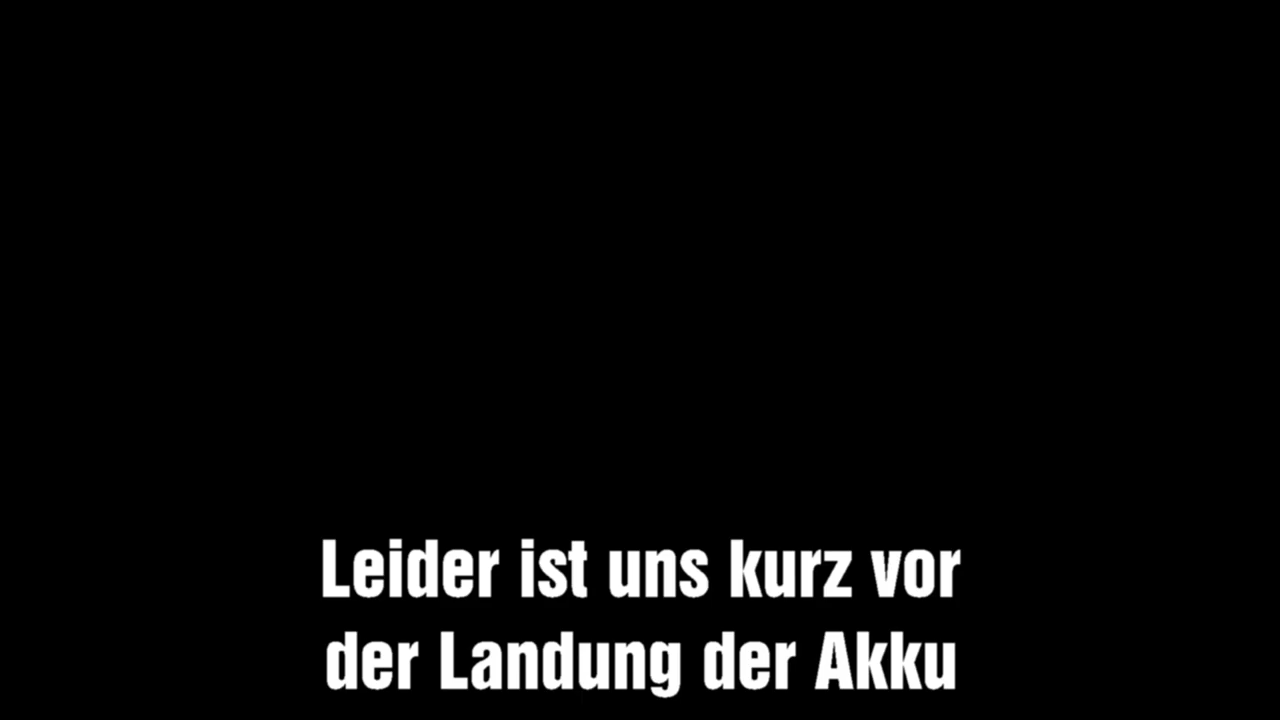 Leider ist uns kurz vor
der Landung der Akku